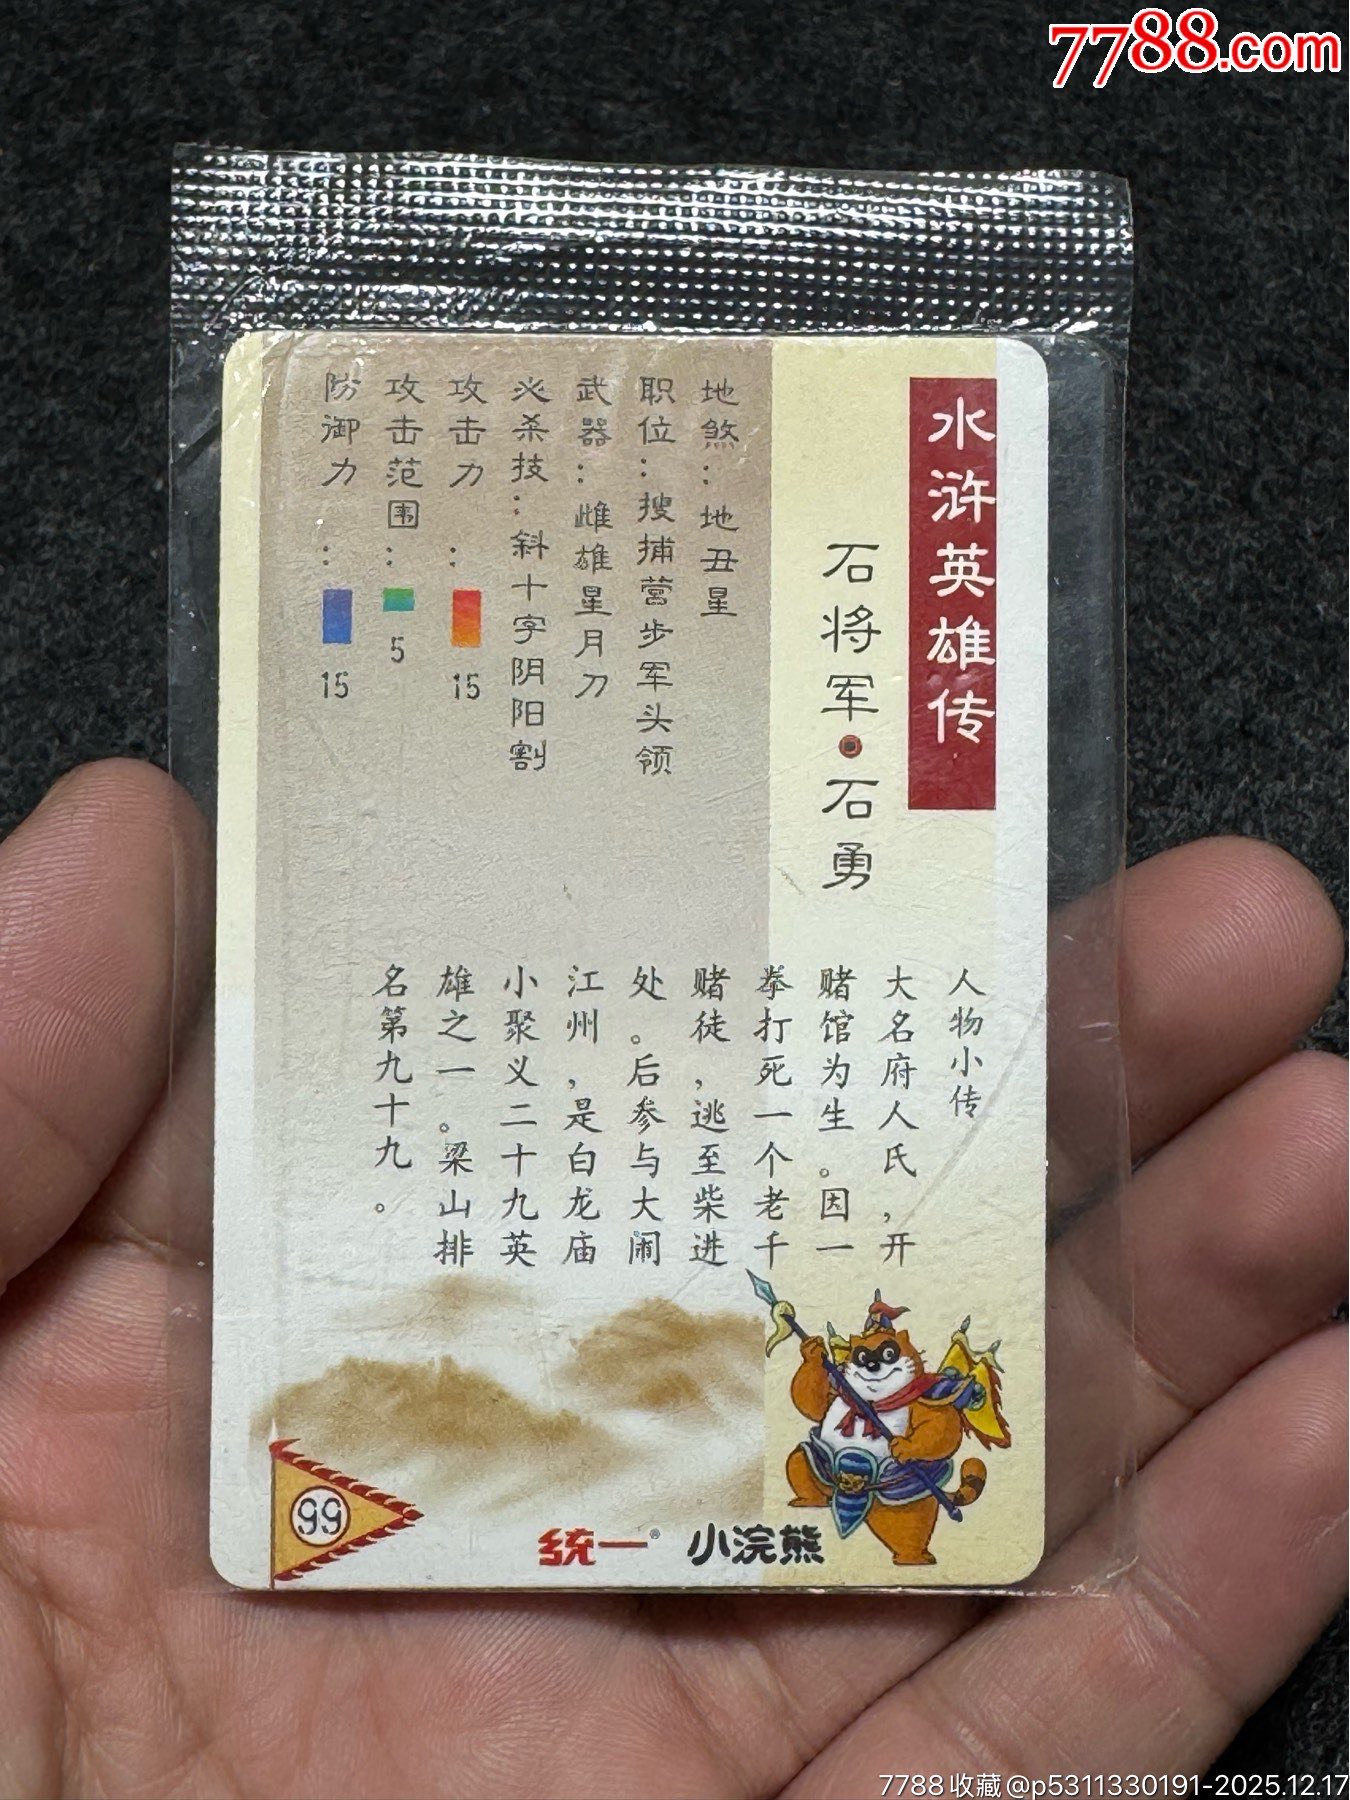 7788.com
水浒英雄传
石将军·石勇
地煞:地丑星
职位:搜捕营步军头领
武器:雌雄星月刀
必杀技:斜十字阴阳割
攻击力:15
攻击范围:5
防御力:15
人物小传
大名府人氏,开
赌馆为生。因一
拳打死一个老千
赌徒,逃至柴进
处。后参与大闹
江州,是白龙庙
小聚义二十九英
雄之一。梁山排
名第九十九。
99
统一® 小浣熊
7788收藏@p5311330191-2025.12.17